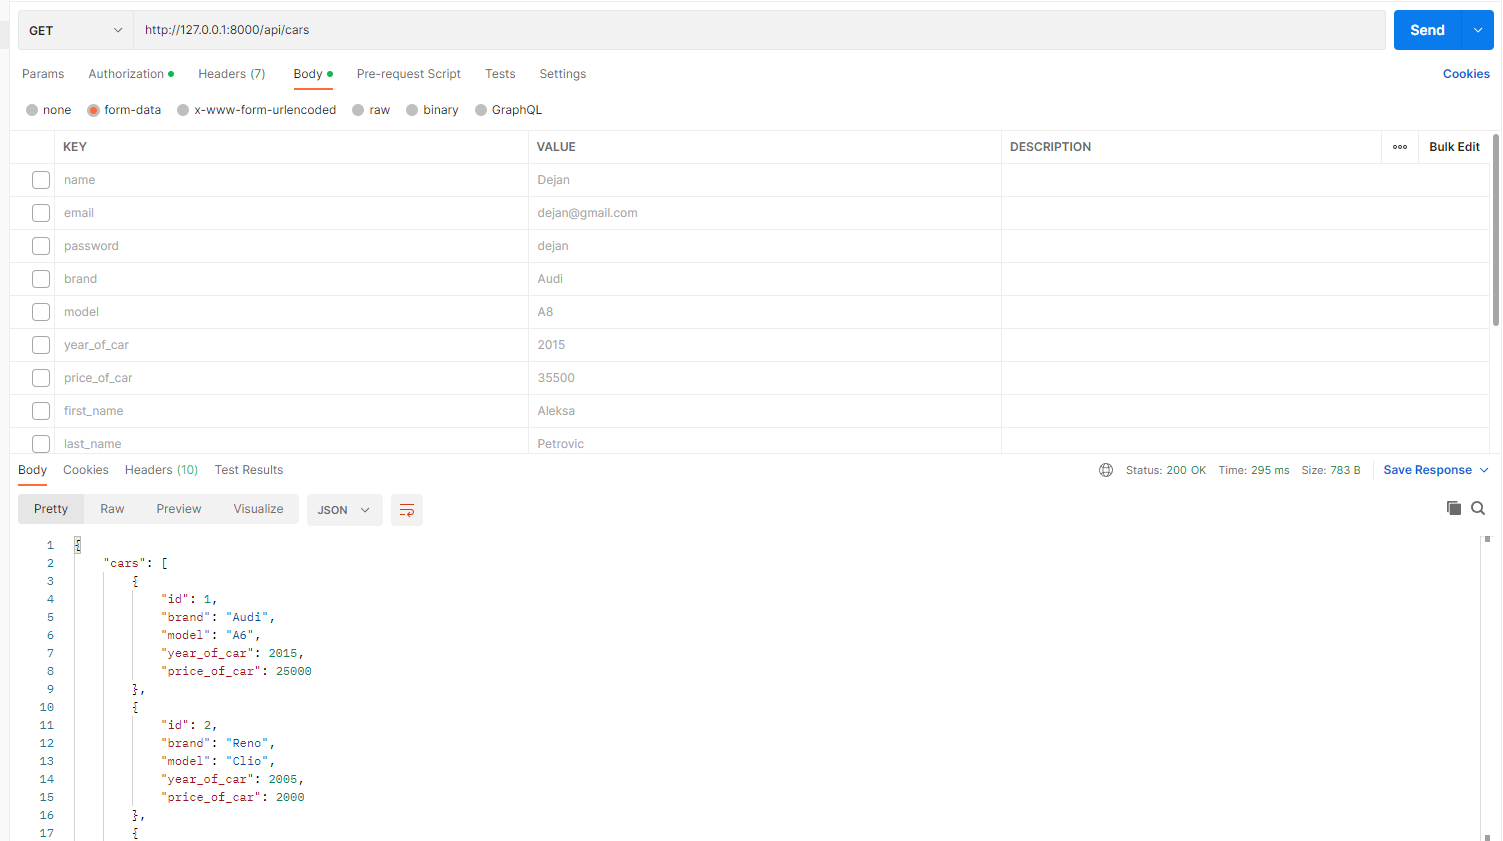 GET http://127.0.0.1:8000/api/cars Send
Params Authorization Headers (7) Body Pre-request Script Tests Settings Cookies
none form-data x-www-form-urlencoded raw binary GraphQL
KEY VALUE DESCRIPTION ooo Bulk Edit
name Dejan
email dejan@gmail.com
password dejan
brand Audi
model A8
year_of_car 2015
price_of_car 35500
first_name Aleksa
last_name Petrovic
Body Cookies Headers (10) Test Results Status: 200 OK Time: 295 ms Size: 783 B Save Response
Pretty Raw Preview Visualize JSON
1 {
2 "cars": [
3 {
4 "id": 1,
5 "brand": "Audi",
6 "model": "A6",
7 "year_of_car": 2015,
8 "price_of_car": 25000
9 },
10 {
11 "id": 2,
12 "brand": "Reno",
13 "model": "Clio",
14 "year_of_car": 2005,
15 "price_of_car": 2000
16 },
17 {